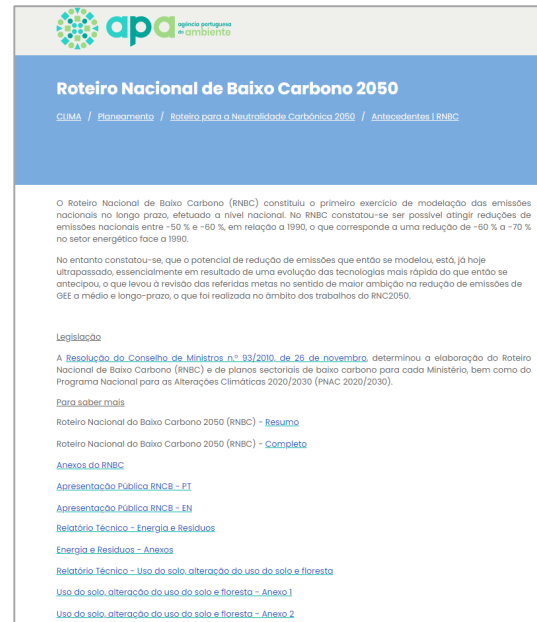 apa agência portuguesa
do ambiente
Roteiro Nacional de Baixo Carbono 2050
CLIMA / Planeamento / Roteiro para a Neutralidade Carbónica 2050 / Antecedentes | RNBC
O Roteiro Nacional de Baixo Carbono (RNBC) constituiu o primeiro exercício de modelação das emissões
nacionais no longo prazo, efetuado a nível nacional. No RNBC constatou-se ser possível atingir reduções de
emissões nacionais entre -50 % e -60 %, em relação a 1990, o que corresponde a uma redução de -60 % a -70 %
no setor energético face a 1990.
No entanto constatou-se, que o potencial de redução de emissões que então se modelou, está, já hoje
ultrapassado, essencialmente em resultado de uma evolução das tecnologias mais rápida do que então se
antecipou, o que levou à revisão das referidas metas no sentido de maior ambição na redução de emissões de
GEE a médio e longo-prazo, o que foi realizada no âmbito dos trabalhos do RNC2050.
Legislação
A Resolução do Conselho de Ministros n.º 93/2010, de 26 de novembro, determinou a elaboração do Roteiro
Nacional de Baixo Carbono (RNBC) e de planos sectoriais de baixo carbono para cada Ministério, bem como do
Programa Nacional para as Alterações Climáticas 2020/2030 (PNAC 2020/2030).
Para saber mais
Roteiro Nacional do Baixo Carbono 2050 (RNBC) - Resumo
Roteiro Nacional do Baixo Carbono 2050 (RNBC) - Completo
Anexos do RNBC
Apresentação Pública RNCB - PT
Apresentação Pública RNCB - EN
Relatório Técnico - Energia e Resíduos
Energia e Resíduos - Anexos
Relatório Técnico - Uso do solo, alteração do uso do solo e floresta
Uso do solo, alteração do uso do solo e floresta - Anexo 1
Uso do solo, alteração do uso do solo e floresta - Anexo 2